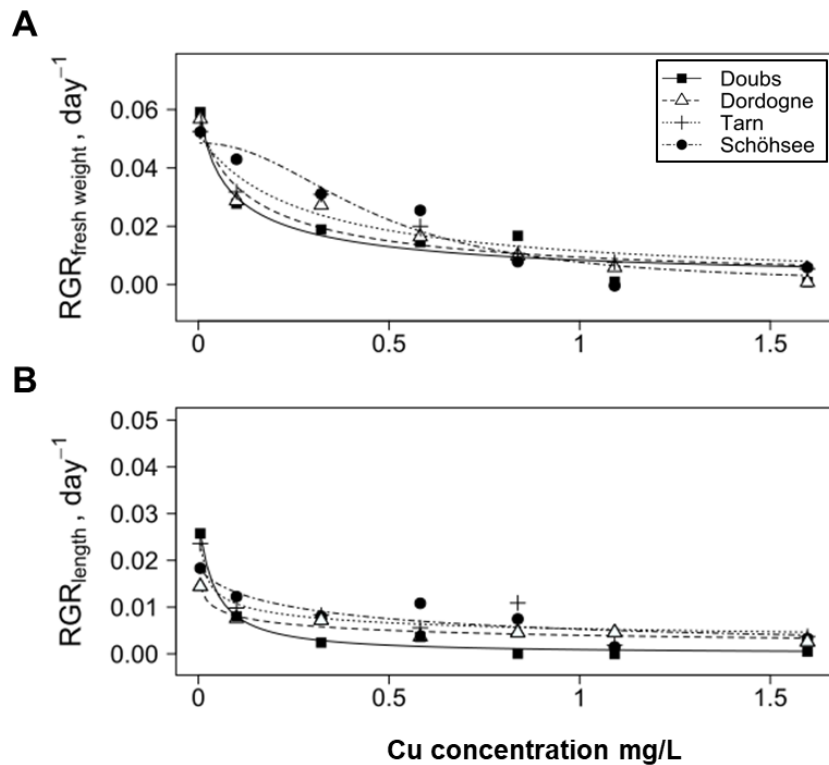 A
RGRfresh weight, day−1
0.06
0.04
0.02
0.00
Doubs
Dordogne
Tarn
Schöhsee
0 0.5 1 1.5
B
RGRlength, day−1
0.05
0.04
0.03
0.02
0.01
0.00
0 0.5 1 1.5
Cu concentration mg/L